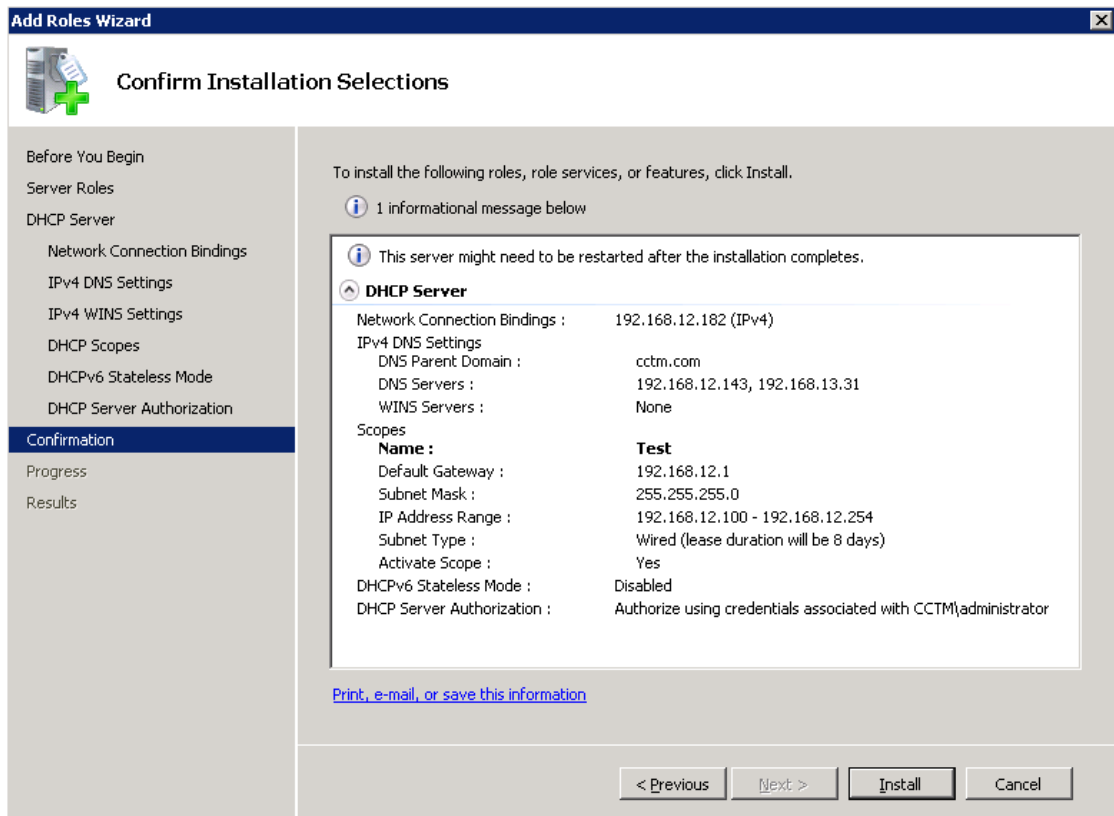 Add Roles Wizard
Confirm Installation Selections
Before You Begin
Server Roles
DHCP Server
Network Connection Bindings
IPv4 DNS Settings
IPv4 WINS Settings
DHCP Scopes
DHCPv6 Stateless Mode
DHCP Server Authorization
Confirmation
Progress
Results
To install the following roles, role services, or features, click Install.
1 informational message below
This server might need to be restarted after the installation completes.
DHCP Server
Network Connection Bindings : 192.168.12.182 (IPv4)
IPv4 DNS Settings
DNS Parent Domain : cctm.com
DNS Servers : 192.168.12.143, 192.168.13.31
WINS Servers : None
Scopes
Name : Test
Default Gateway : 192.168.12.1
Subnet Mask : 255.255.255.0
IP Address Range : 192.168.12.100 - 192.168.12.254
Subnet Type : Wired (lease duration will be 8 days)
Activate Scope : Yes
DHCPv6 Stateless Mode : Disabled
DHCP Server Authorization : Authorize using credentials associated with CCTM\administrator
Print, e-mail, or save this information
< Previous Next > Install Cancel